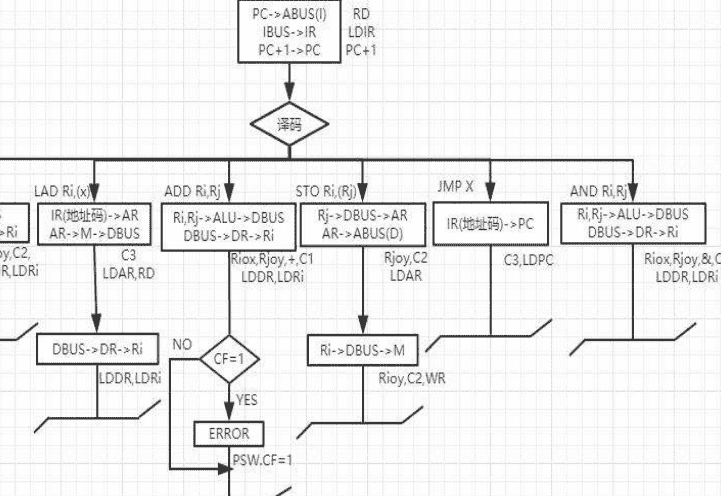 PC->ABUS(I)
IBUS->IR
PC+1->PC
RD
LDIR
PC+1
译码
LAD Ri,(x)
IR(地址码)->AR
AR->M->DBUS
C3
LDAR,RD
DBUS->DR->Ri
LDDR,LDRi
ADD Ri,Rj
Ri,Rj->ALU->DBUS
DBUS->DR->Ri
Riox,Rjoy,+,C1
LDDR,LDRi
NO
CF=1
YES
ERROR
PSW.CF=1
STO Ri,(Rj)
Rj->DBUS->AR
AR->ABUS(D)
Rjoy,C2
LDAR
Ri->DBUS->M
Rioy,C2,WR
JMP X
IR(地址码)->PC
C3,LDPC
AND Ri,Rj
Ri,Rj->ALU->DBUS
DBUS->DR->Ri
Riox,Rjoy,&,C
LDDR,LDRi
->Ri
oy,C2,
R,LDRi